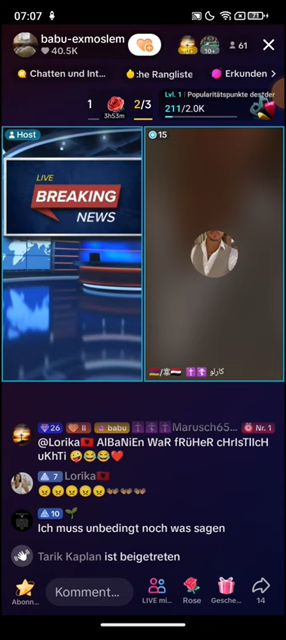 07:07
71
babu-exmoslem
40.5K
10+
61
Chatten und Int...
:he Rangliste
Erkunden
1
3h53m
2/3
Lvl. 1 | Popularitätspunkte des
211/2.0K
Host
15
LIVE
BREAKING
NEWS
كارلو
26 li babu Marusch65... Nr. 1
@Lorika🇦🇱 AlBaNiEn WaR fRüHeR cHrIsTlIcH
uKhTi 🤪😂😂❤️
7 Lorika🇦🇱
😠😠😠😠😠👐🏽👐🏽👐🏽
10 🌱
Ich muss unbedingt noch was sagen
Tarik Kaplan ist beigetreten
Abonn...
Komment...
LIVE mi...
Rose
Gesche...
14